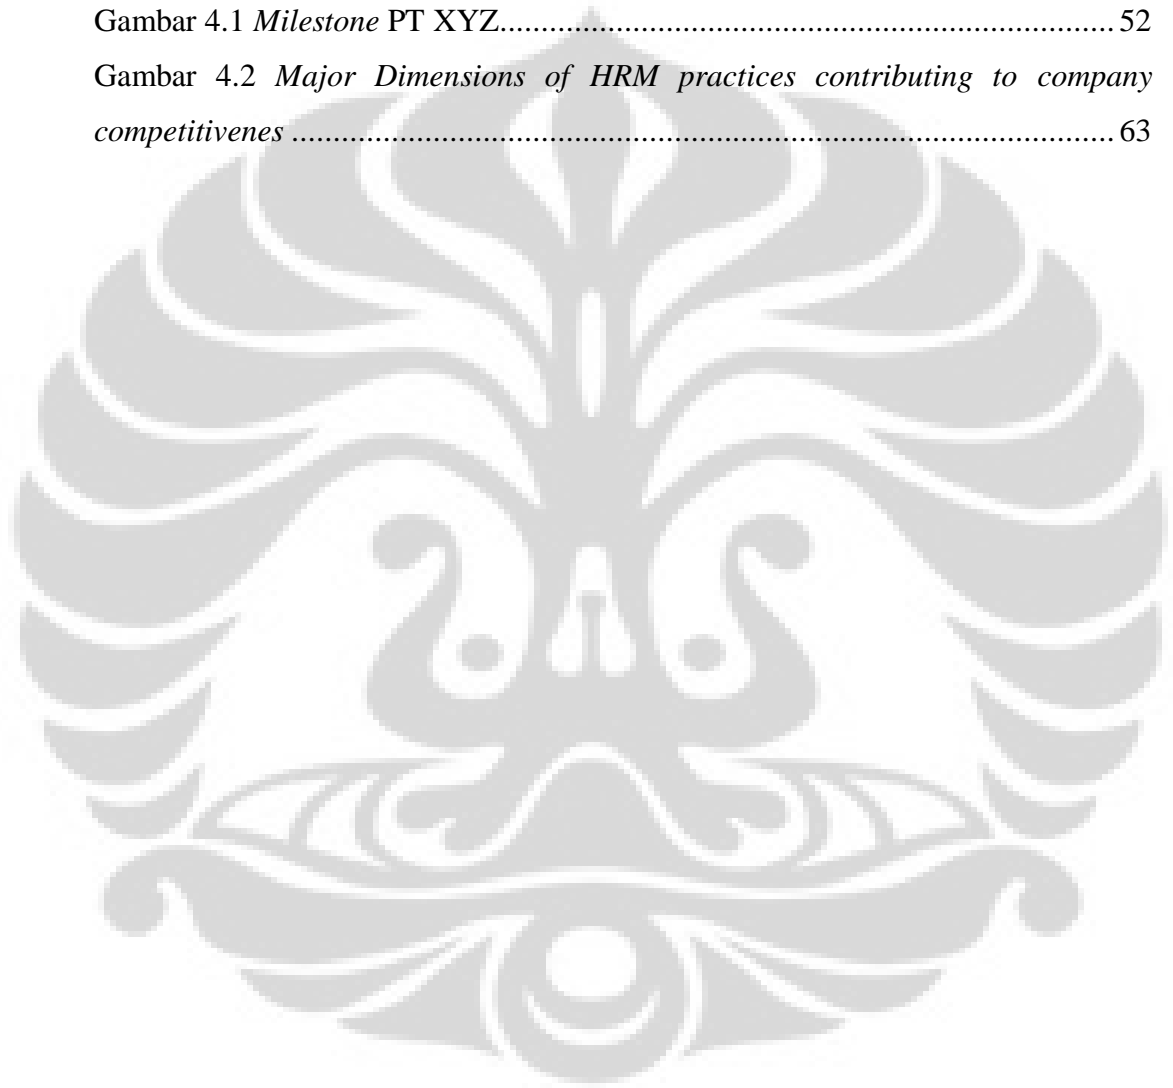 Gambar 4.1 Milestone PT XYZ............................................................................. 52
Gambar 4.2 Major Dimensions of HRM practices contributing to company
competitivenes ....................................................................................................... 63